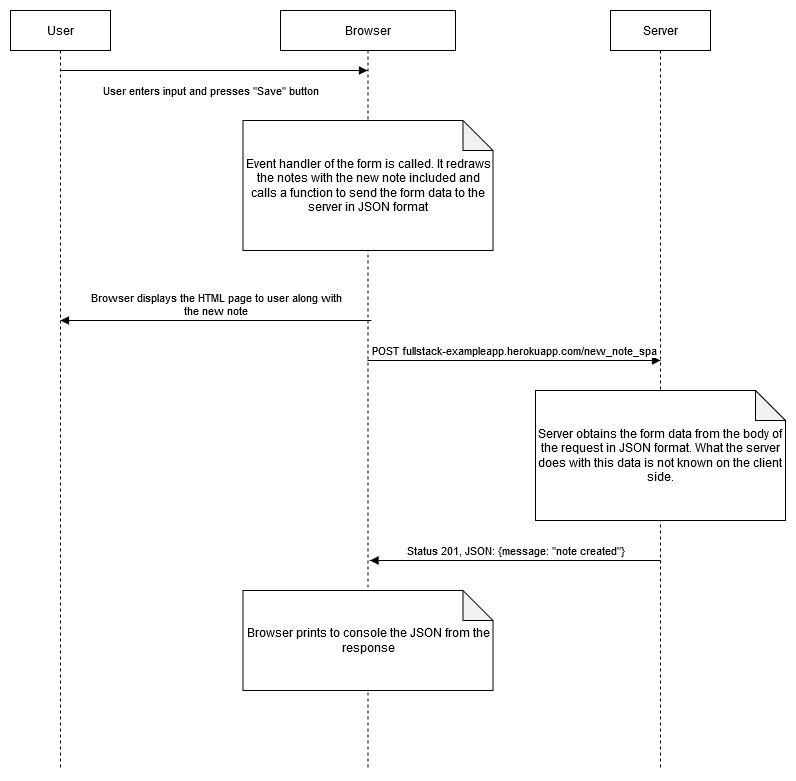 User
Browser
Server
User enters input and presses "Save" button
Event handler of the form is called. It redraws
the notes with the new note included and
calls a function to send the form data to the
server in JSON format
Browser displays the HTML page to user along with
the new note
POST fullstack-exampleapp.herokuapp.com/new_note_spa
Server obtains the form data from the body of
the request in JSON format. What the server
does with this data is not known on the client
side.
Status 201, JSON: {message: "note created"}
Browser prints to console the JSON from the
response